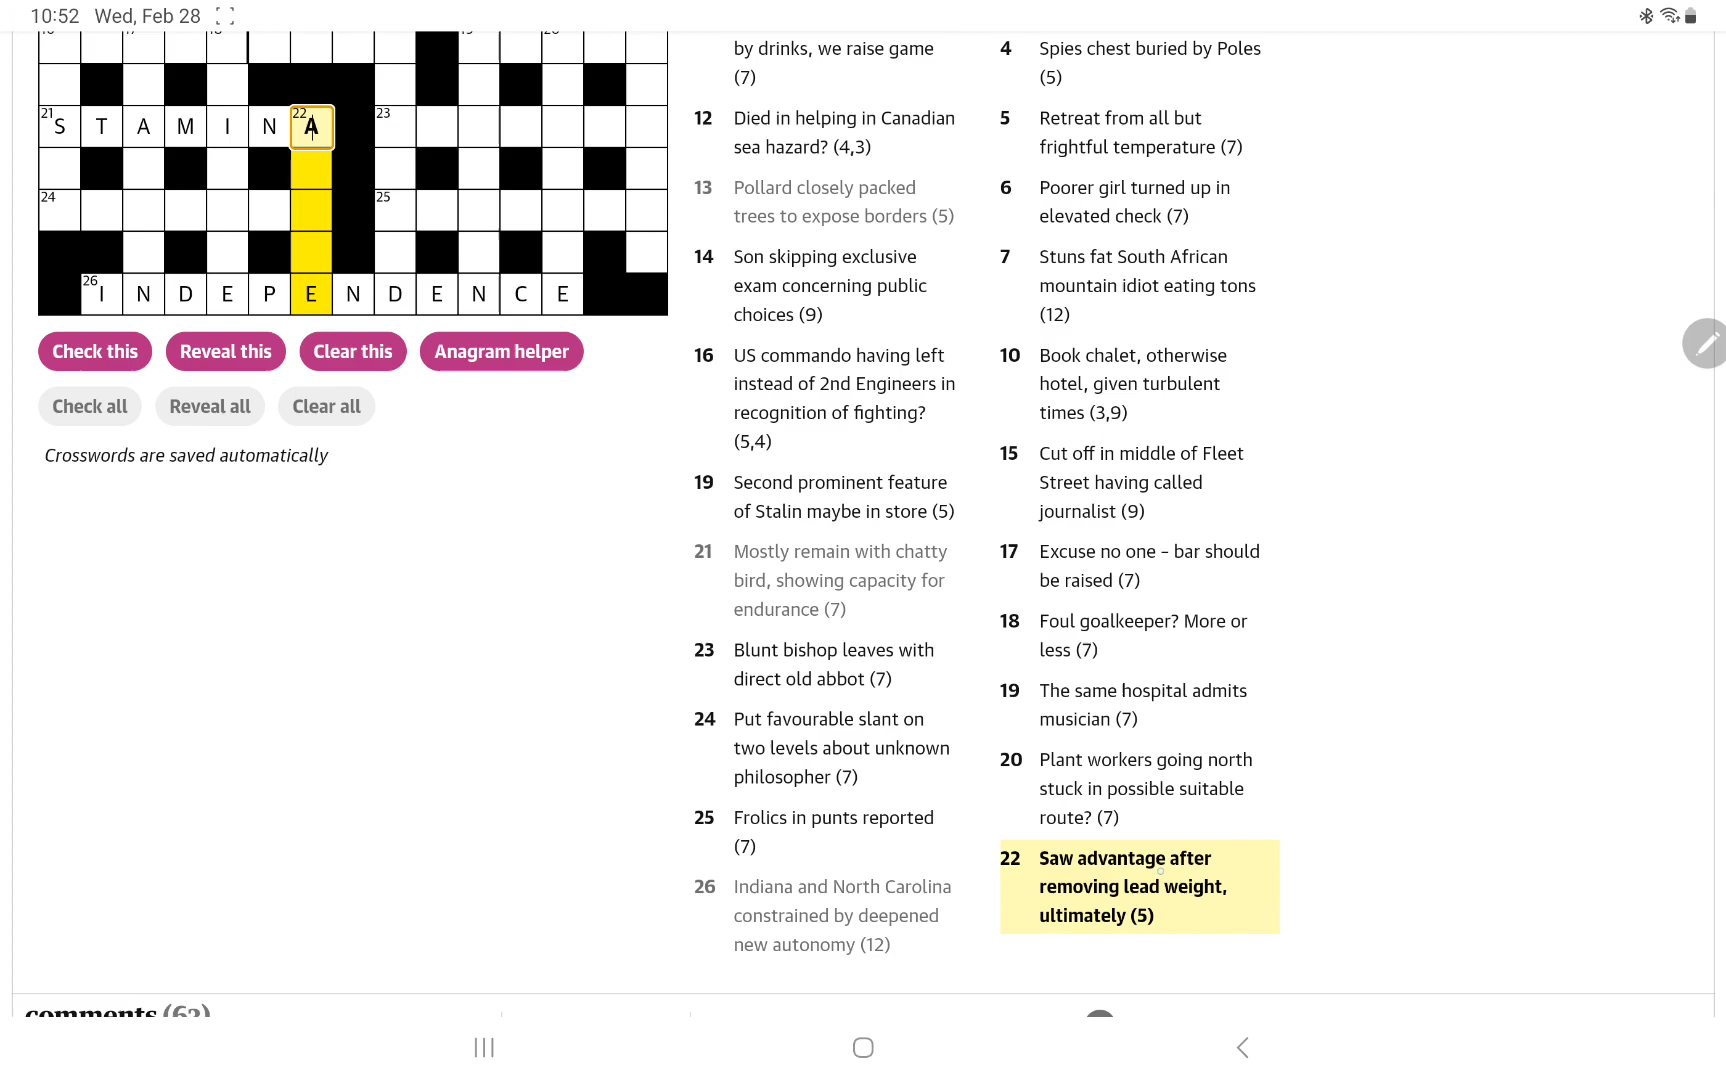 10:52 Wed, Feb 28
16 17 18 19 20
21 S T A M I N 22 A 23
24 25
26 I N D E P E N D E N C E
Check this
Reveal this
Clear this
Anagram helper
Check all
Reveal all
Clear all
Crosswords are saved automatically
by drinks, we raise game
(7)
12 Died in helping in Canadian
sea hazard? (4,3)
13 Pollard closely packed
trees to expose borders (5)
14 Son skipping exclusive
exam concerning public
choices (9)
16 US commando having left
instead of 2nd Engineers in
recognition of fighting?
(5,4)
19 Second prominent feature
of Stalin maybe in store (5)
21 Mostly remain with chatty
bird, showing capacity for
endurance (7)
23 Blunt bishop leaves with
direct old abbot (7)
24 Put favourable slant on
two levels about unknown
philosopher (7)
25 Frolics in punts reported
(7)
26 Indiana and North Carolina
constrained by deepened
new autonomy (12)
4 Spies chest buried by Poles
(5)
5 Retreat from all but
frightful temperature (7)
6 Poorer girl turned up in
elevated check (7)
7 Stuns fat South African
mountain idiot eating tons
(12)
10 Book chalet, otherwise
hotel, given turbulent
times (3,9)
15 Cut off in middle of Fleet
Street having called
journalist (9)
17 Excuse no one – bar should
be raised (7)
18 Foul goalkeeper? More or
less (7)
19 The same hospital admits
musician (7)
20 Plant workers going north
stuck in possible suitable
route? (7)
22 Saw advantage after
removing lead weight,
ultimately (5)
comments (62)